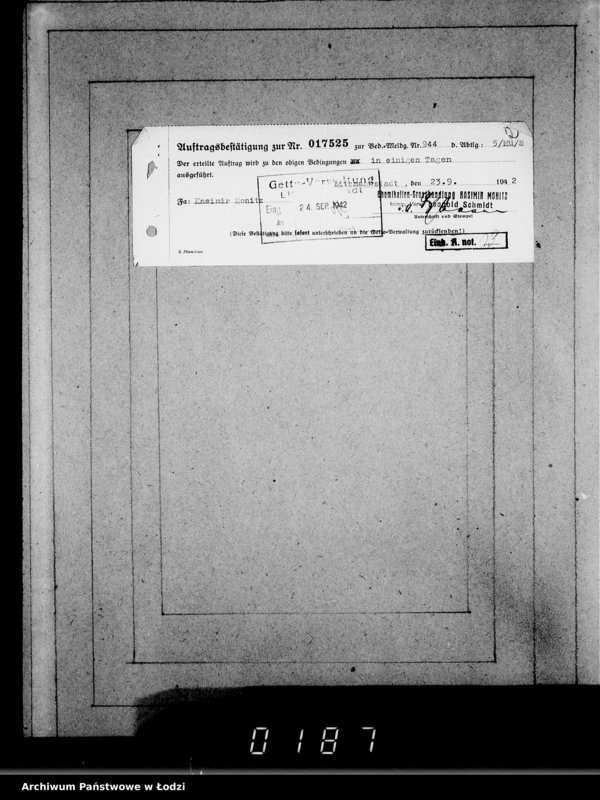 2
Auftragsbestätigung zur Nr. 017525 zur Bed.-Meldg. Nr. 944 d. Abtlg.: 5/Hü/S
Der erteilte Auftrag wird zu den obigen Bedingungen in einigen Tagen
ausgeführt.
Litzmannstadt, den 23.9. 1942
Fa: Kasimir Monitz
Getto-Verwaltung
Eing. 24. SEP. 1942
Chemikalien-Grosshandlung KASIMIR MONITZ
Leopold Schmidt
Unterschrift und Stempel
(Diese Bestätigung bitte sofort unterschrieben an die Getto-Verwaltung zurücksenden!)
Einh. A. not.
S. Mamitius
0187
Archiwum Państwowe w Łodzi